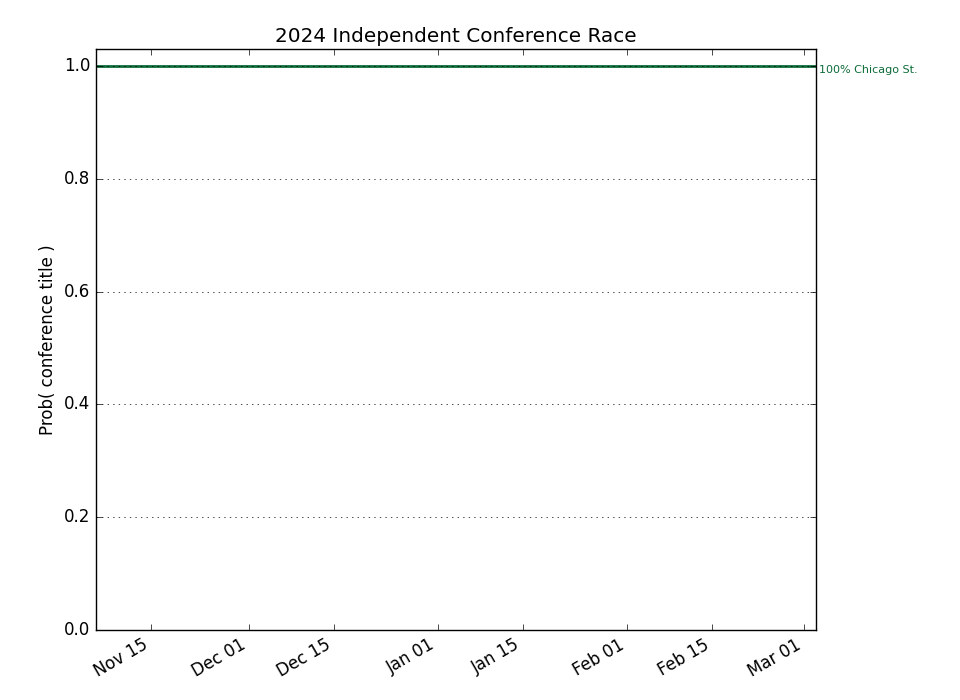 2024 Independent Conference Race
1.0
100% Chicago St.
0.8
0.6
Prob( conference title )
0.4
0.2
0.0
Nov 15
Dec 01
Dec 15
Jan 01
Jan 15
Feb 01
Feb 15
Mar 01